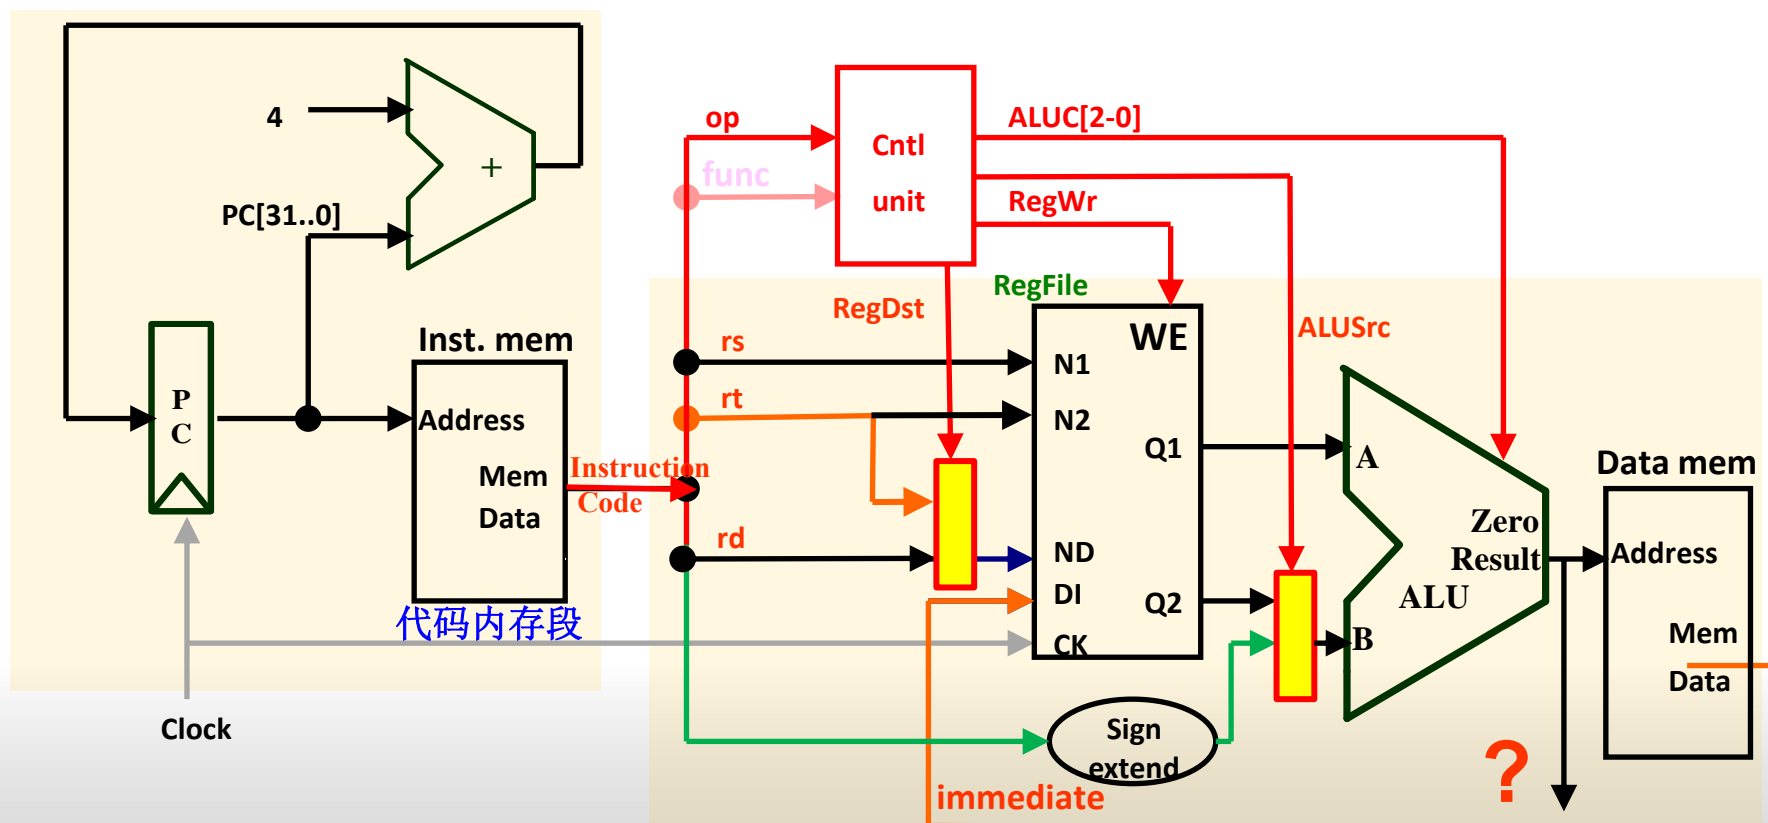 4
+
PC[31..0]
P
C
Inst. mem
Address
Mem
Data
Instruction
Code
代码内存段
Clock
op
func
Cntl
unit
ALUC[2-0]
RegWr
RegDst
RegFile
ALUSrc
rs
rt
rd
WE
N1
N2
Q1
ND
DI
Q2
CK
Sign
extend
immediate
A
B
Zero
Result
ALU
Data mem
Address
Mem
Data
?